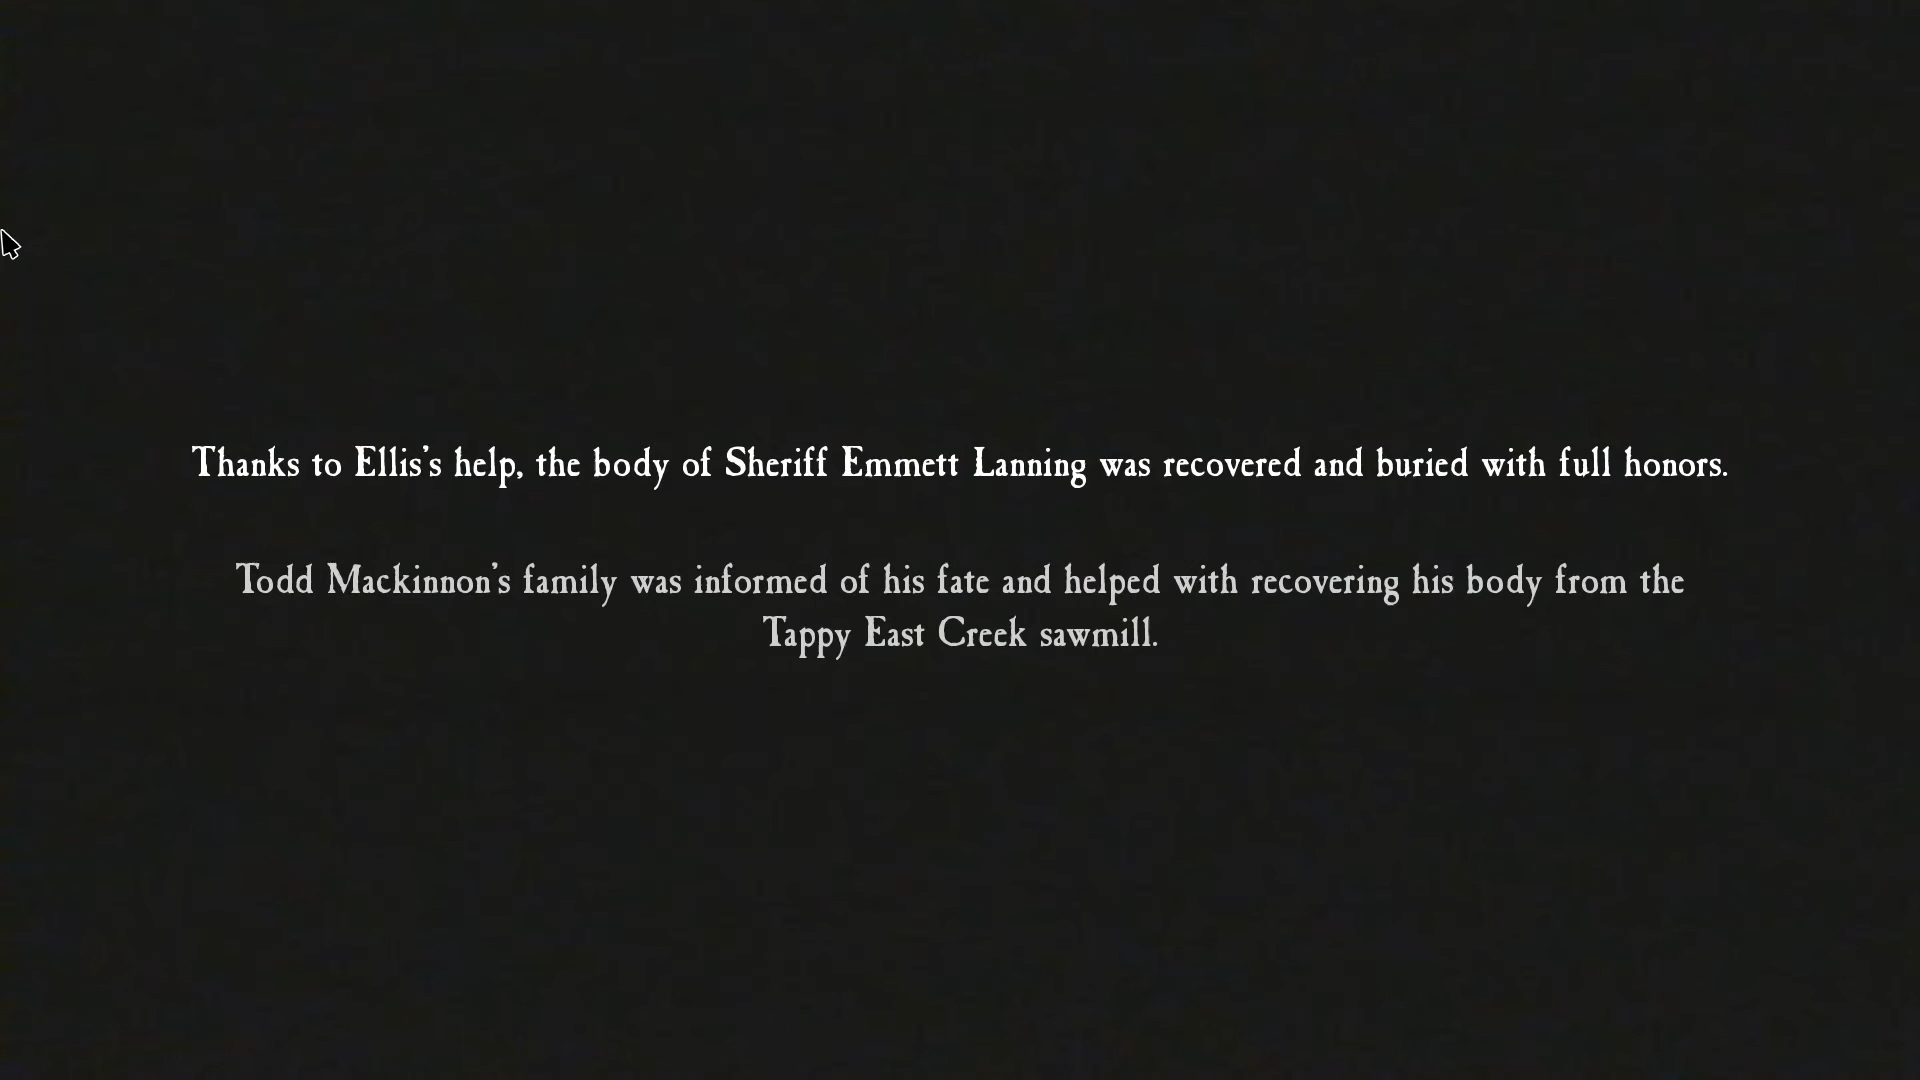 Thanks to Ellis's help, the body of Sheriff Emmett Lanning was recovered and buried with full honors.
Todd Mackinnon's family was informed of his fate and helped with recovering his body from the
Tappy East Creek sawmill.